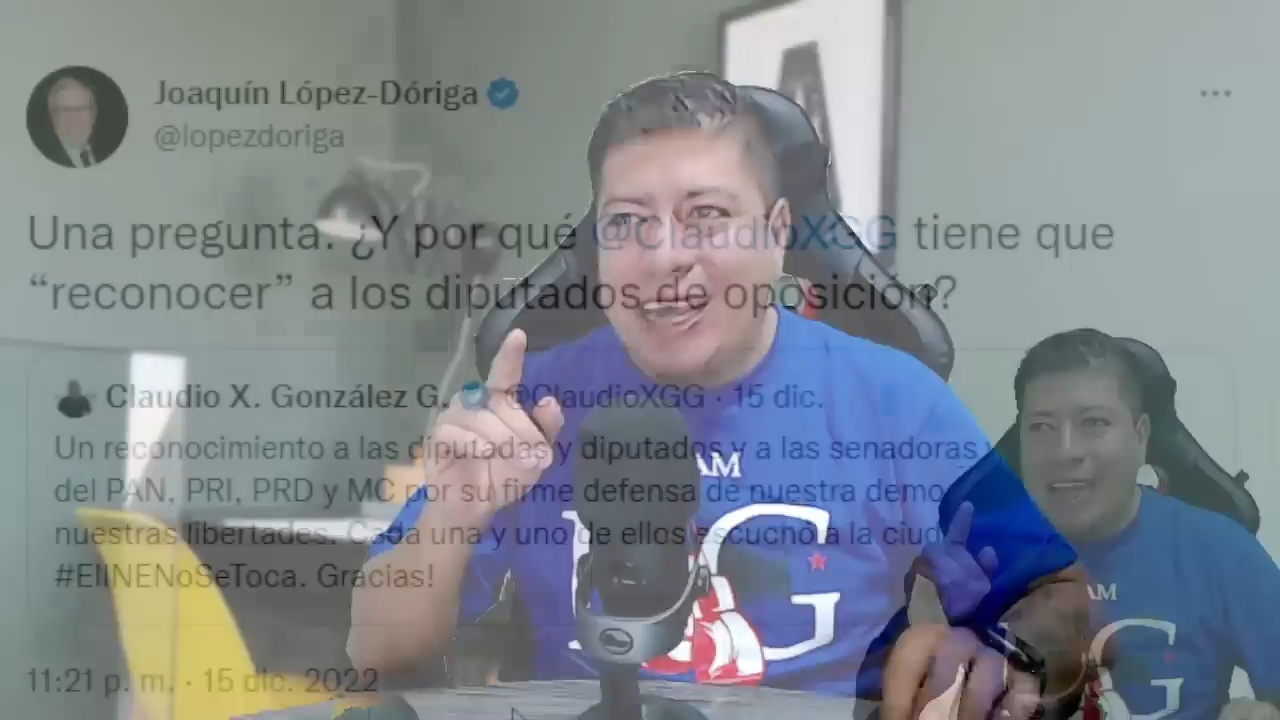 Joaquín López-Dóriga
@lopezdoriga
Una pregunta. ¿Y por qué @ClaudioXGG tiene que
“reconocer” a los diputados de oposición?
Claudio X. González G. @ClaudioXGG · 15 dic.
Un reconocimiento a las diputadas y diputados y a las senadoras
del PAN, PRI, PRD y MC por su firme defensa de nuestra demo
nuestras libertades. Cada una y uno de ellos escuchó a la ciud
#ElINENoSeToca. Gracias!
11:21 p. m. · 15 dic. 2022
AM
G
AM
G